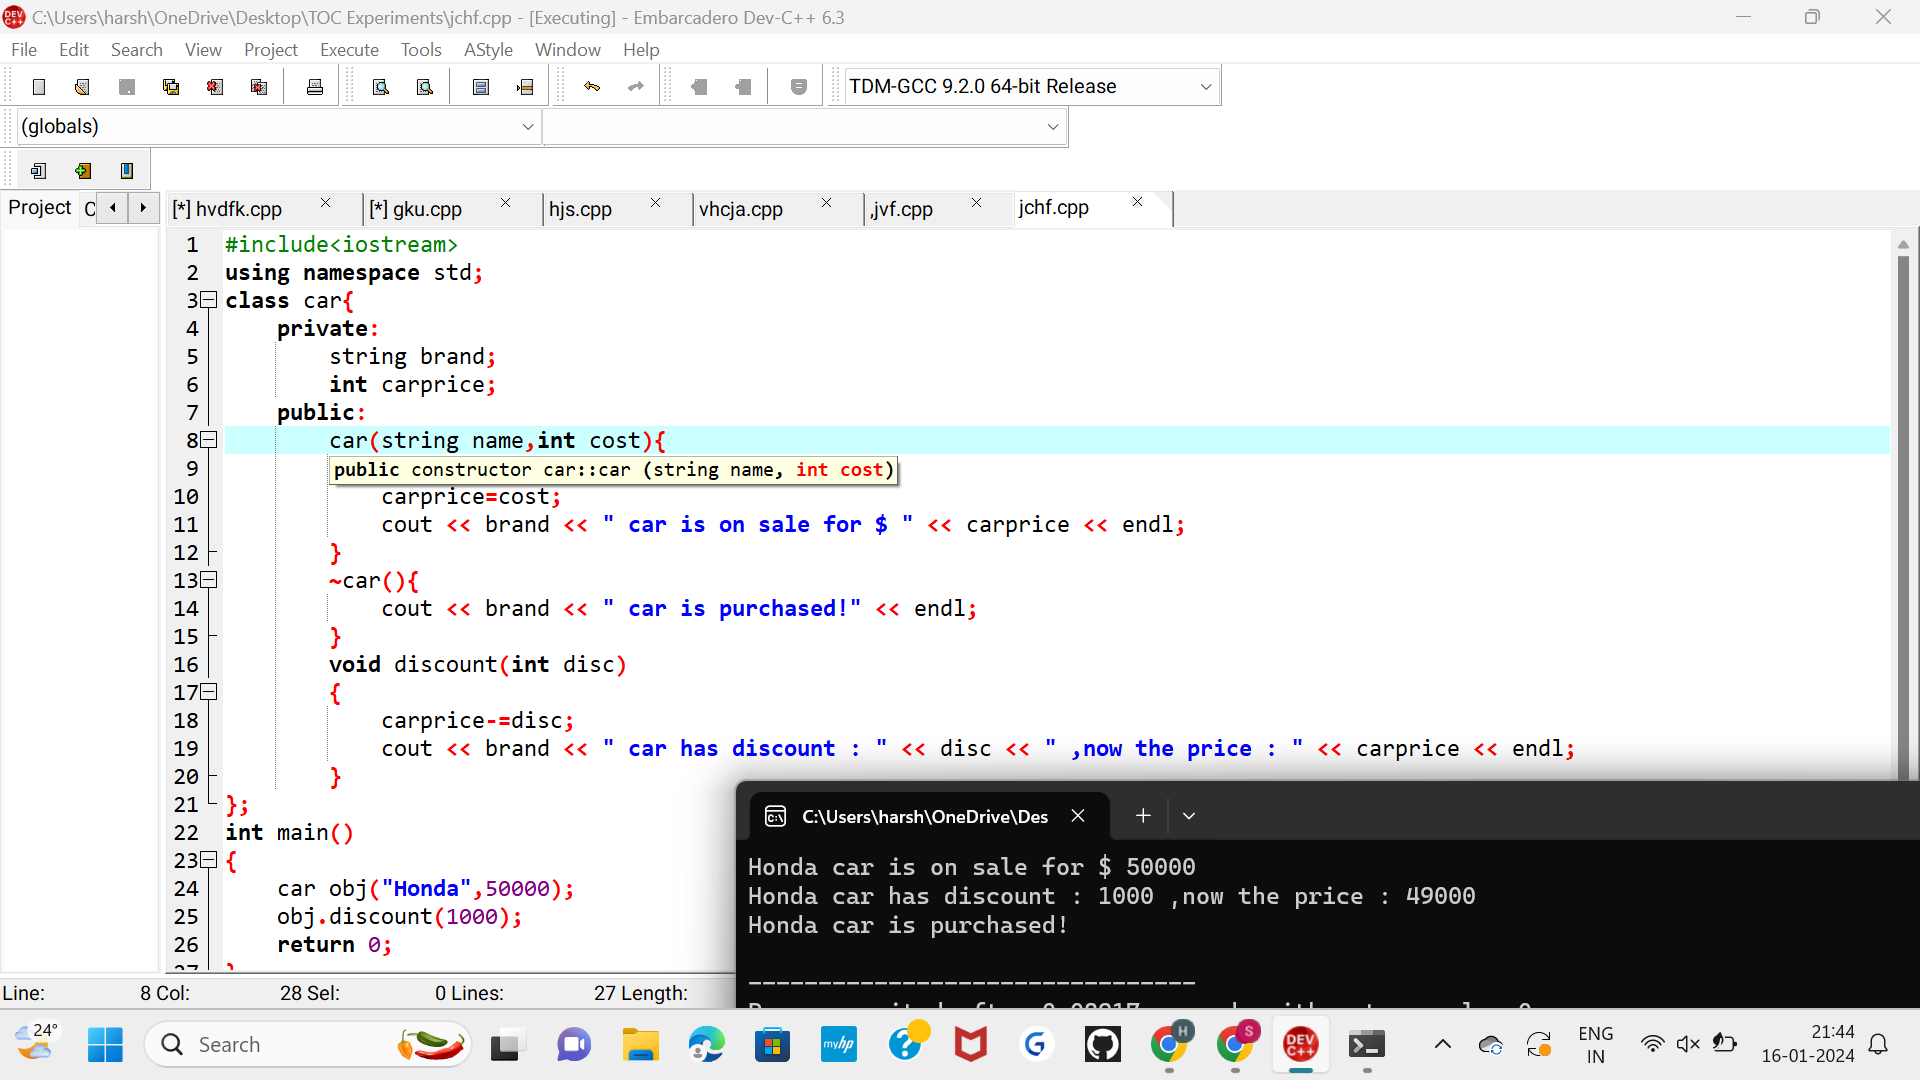 C:\Users\harsh\OneDrive\Desktop\TOC Experiments\jchf.cpp - [Executing] - Embarcadero Dev-C++ 6.3
File Edit Search View Project Execute Tools AStyle Window Help
TDM-GCC 9.2.0 64-bit Release
(globals)
Project C [*] hvdfk.cpp [*] gku.cpp hjs.cpp vhcja.cpp ,jvf.cpp jchf.cpp
1 #include<iostream>
2 using namespace std;
3 class car{
4 private:
5 string brand;
6 int carprice;
7 public:
8 car(string name,int cost){
9 public constructor car::car (string name, int cost)
10 carprice=cost;
11 cout << brand << " car is on sale for $ " << carprice << endl;
12 }
13 ~car(){
14 cout << brand << " car is purchased!" << endl;
15 }
16 void discount(int disc)
17 {
18 carprice-=disc;
19 cout << brand << " car has discount : " << disc << " ,now the price : " << carprice << endl;
20 }
21 };
22 int main()
23 {
24 car obj("Honda",50000);
25 obj.discount(1000);
26 return 0;
27 }
C:\Users\harsh\OneDrive\Des
Honda car is on sale for $ 50000
Honda car has discount : 1000 ,now the price : 49000
Honda car is purchased!
--------------------------------
Line: 8 Col: 28 Sel: 0 Lines: 27 Length:
24° Search myhp H S DEV C++ ENG IN 21:44 16-01-2024